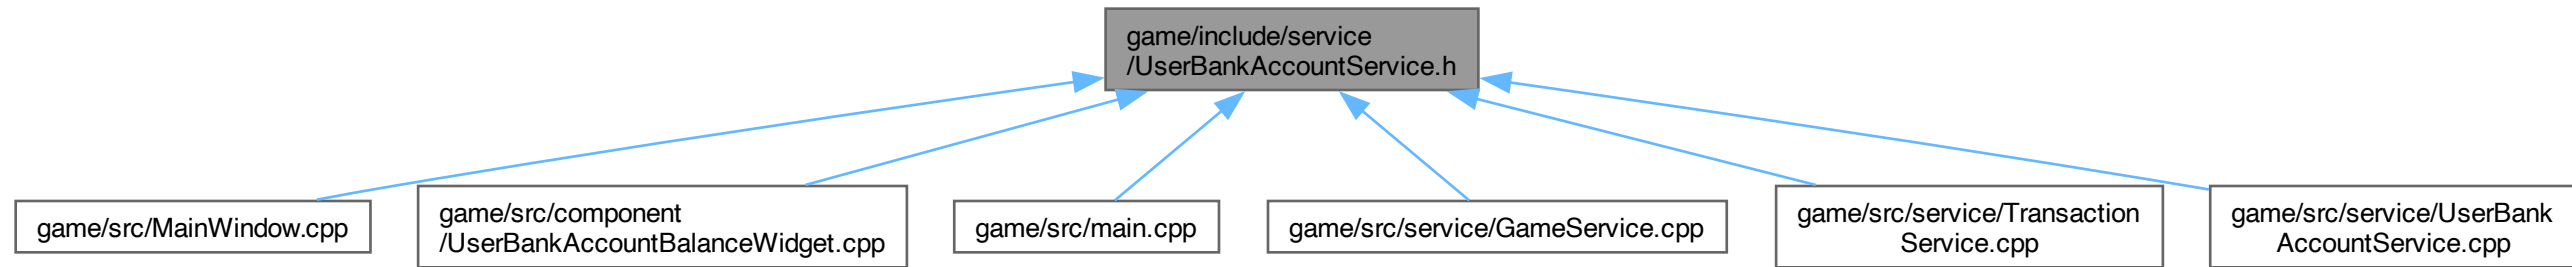 game/include/service
/UserBankAccountService.h
game/src/MainWindow.cpp
game/src/component
/UserBankAccountBalanceWidget.cpp
game/src/main.cpp
game/src/service/GameService.cpp
game/src/service/Transaction
Service.cpp
game/src/service/UserBank
AccountService.cpp